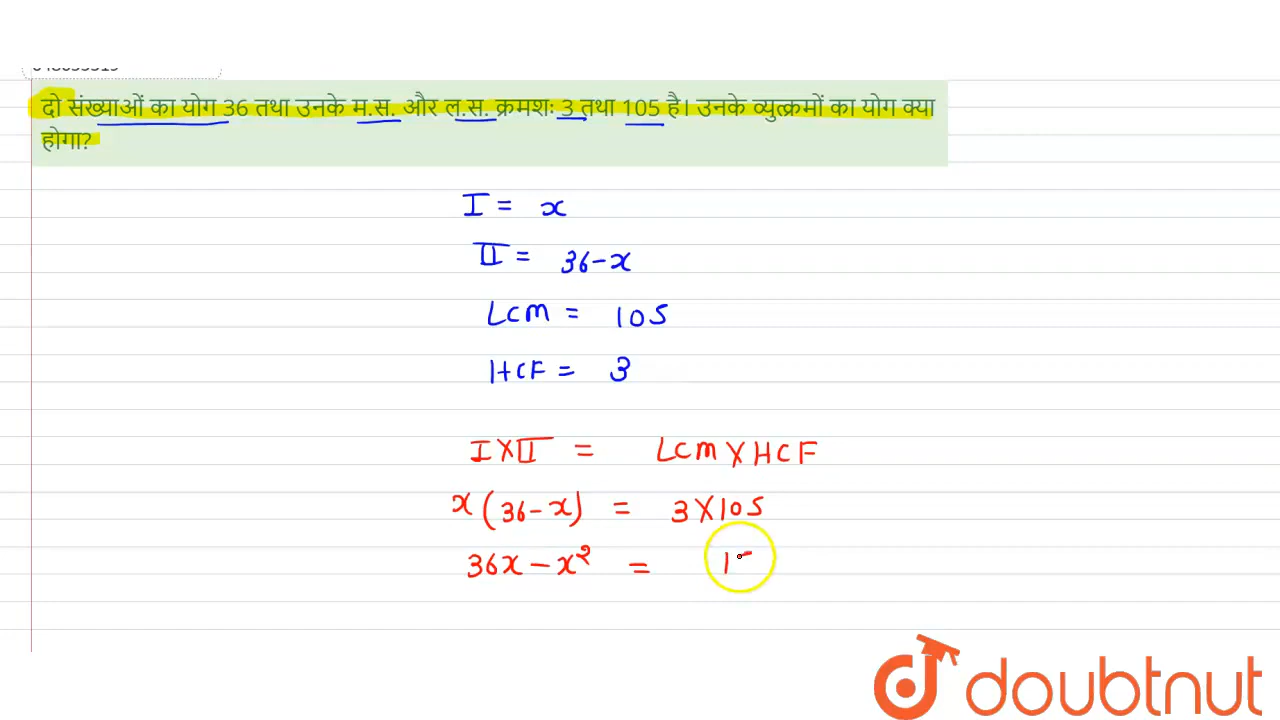 दो संख्याओं का योग 36 तथा उनके म.स. और ल.स. क्रमशः 3 तथा 105 है। उनके व्युत्क्रमों का योग क्या
होगा?
I = x
II = 36-x
LCM = 105
HCF = 3
I X II = LCM X HCF
x (36-x) = 3 X 105
36x - x² =
doubtnut